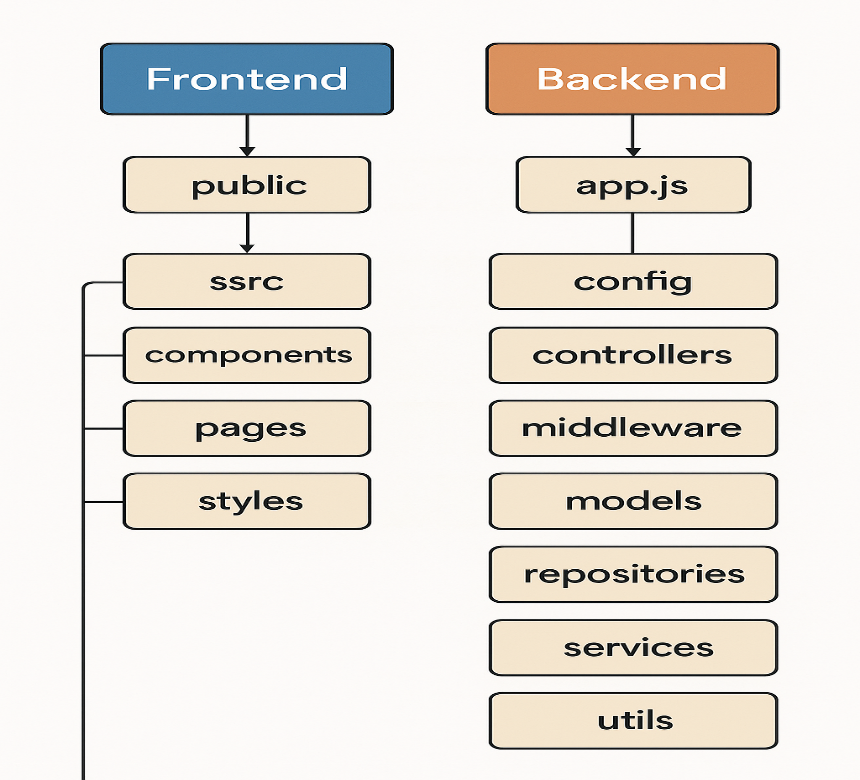 Frontend
public
ssrc
components
pages
styles
Backend
app.js
config
controllers
middleware
models
repositories
services
utils